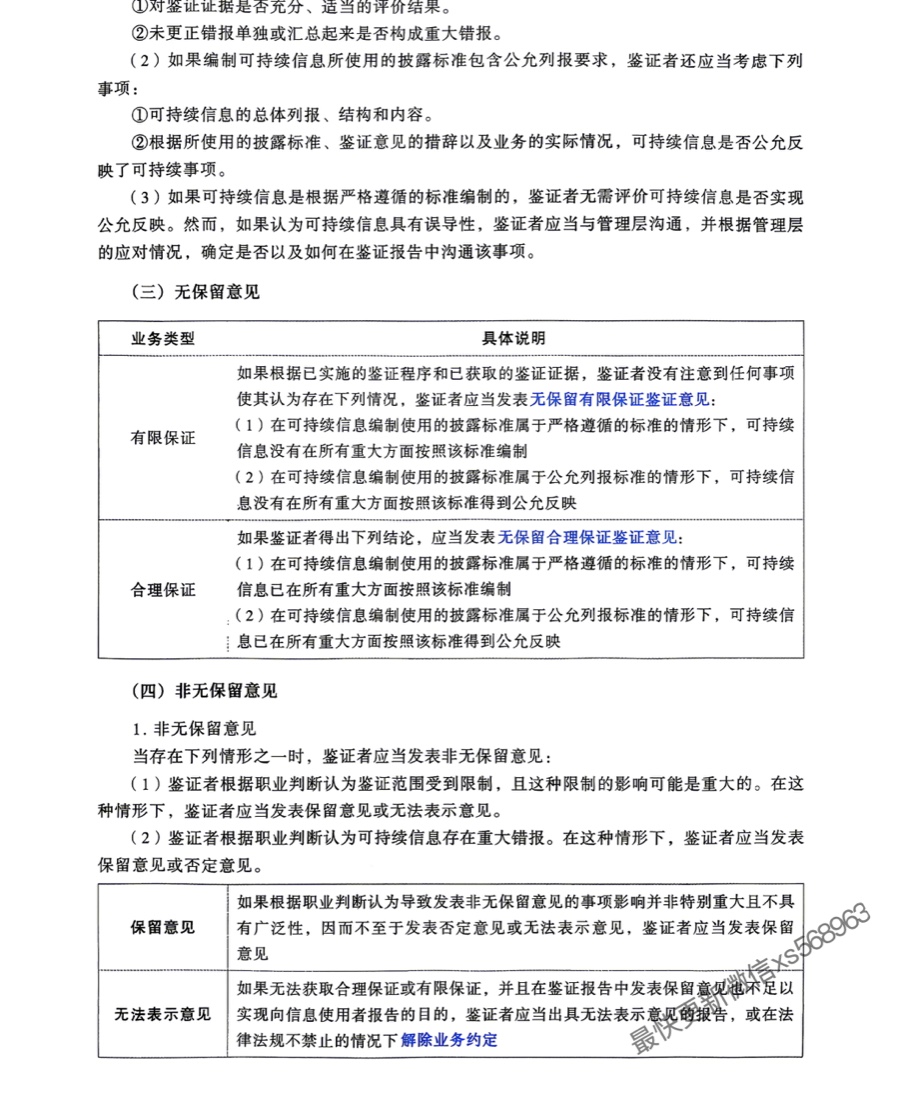 ①对鉴证证据是否充分、适当的评价结果。
②未更正错报单独或汇总起来是否构成重大错报。
（2）如果编制可持续信息所使用的披露标准包含公允列报要求，鉴证者还应当考虑下列
事项：
①可持续信息的总体列报、结构和内容。
②根据所使用的披露标准、鉴证意见的措辞以及业务的实际情况，可持续信息是否公允反
映了可持续事项。
（3）如果可持续信息是根据严格遵循的标准编制的，鉴证者无需评价可持续信息是否实现
公允反映。然而，如果认为可持续信息具有误导性，鉴证者应当与管理层沟通，并根据管理层
的应对情况，确定是否以及如何在鉴证报告中沟通该事项。
（三）无保留意见
业务类型 具体说明
有限保证
如果根据已实施的鉴证程序和已获取的鉴证证据，鉴证者没有注意到任何事项
使其认为存在下列情况，鉴证者应当发表无保留有限保证鉴证意见：
（1）在可持续信息编制使用的披露标准属于严格遵循的标准的情形下，可持续
信息没有在所有重大方面按照该标准编制
（2）在可持续信息编制使用的披露标准属于公允列报标准的情形下，可持续信
息没有在所有重大方面按照该标准得到公允反映
合理保证
如果鉴证者得出下列结论，应当发表无保留合理保证鉴证意见：
（1）在可持续信息编制使用的披露标准属于严格遵循的标准的情形下，可持续
信息已在所有重大方面按照该标准编制
（2）在可持续信息编制使用的披露标准属于公允列报标准的情形下，可持续信
息已在所有重大方面按照该标准得到公允反映
（四）非无保留意见
1. 非无保留意见
当存在下列情形之一时，鉴证者应当发表非无保留意见：
（1）鉴证者根据职业判断认为鉴证范围受到限制，且这种限制的影响可能是重大的。在这
种情形下，鉴证者应当发表保留意见或无法表示意见。
（2）鉴证者根据职业判断认为可持续信息存在重大错报。在这种情形下，鉴证者应当发表
保留意见或否定意见。
保留意见
如果根据职业判断认为导致发表非无保留意见的事项影响并非特别重大且不具
有广泛性，因而不至于发表否定意见或无法表示意见，鉴证者应当发表保留
意见
无法表示意见
如果无法获取合理保证或有限保证，并且在鉴证报告中发表保留意见也不足以
实现向信息使用者报告的目的，鉴证者应当出具无法表示意见的报告，或在法
律法规不禁止的情况下解除业务约定
最快更新微信xs568963